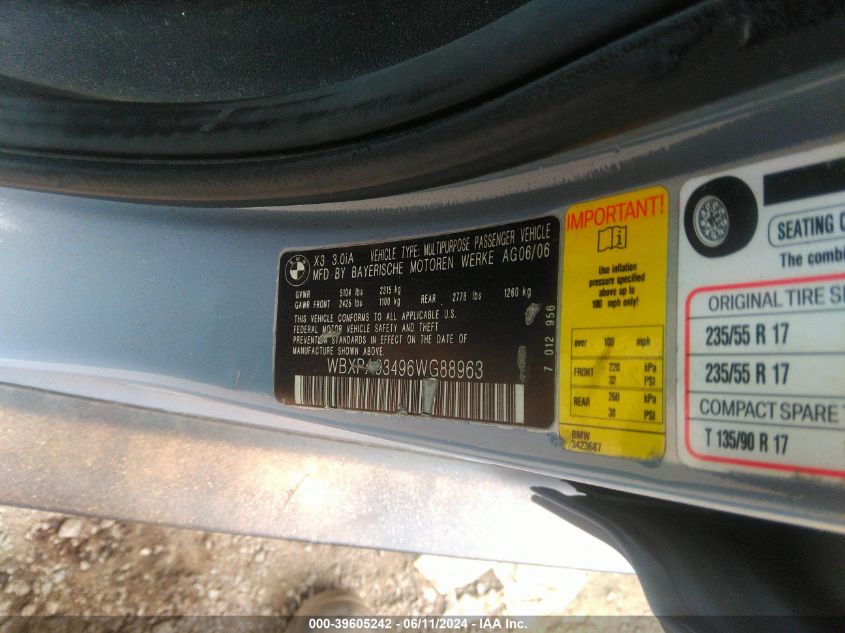 BMW
X3 3.0iA VEHICLE TYPE: MULTIPURPOSE PASSENGER VEHICLE
MFD BY BAYERISCHE MOTOREN WERKE AG 06/06
GVWR 5104 lbs 2315 kg
GAWR FRONT 2425 lbs 1100 kg REAR 2778 lbs 1260 kg
THIS VEHICLE CONFORMS TO ALL APPLICABLE U.S.
FEDERAL MOTOR VEHICLE SAFETY AND THEFT
PREVENTION STANDARDS IN EFFECT ON THE DATE OF
MANUFACTURE SHOWN ABOVE.
WBXPA93496WG88963
7 012 956
IMPORTANT!
Use inflation
pressure specified
above up to
100 mph only!
over 100 mph
FRONT 220 kPa
32 PSI
REAR 260 kPa
38 PSI
BMW
3423687
SEATING C
The combi
ORIGINAL TIRE SI
235/55 R 17
235/55 R 17
COMPACT SPARE T
T 135/90 R 17
000-39605242 - 06/11/2024 - IAA Inc.